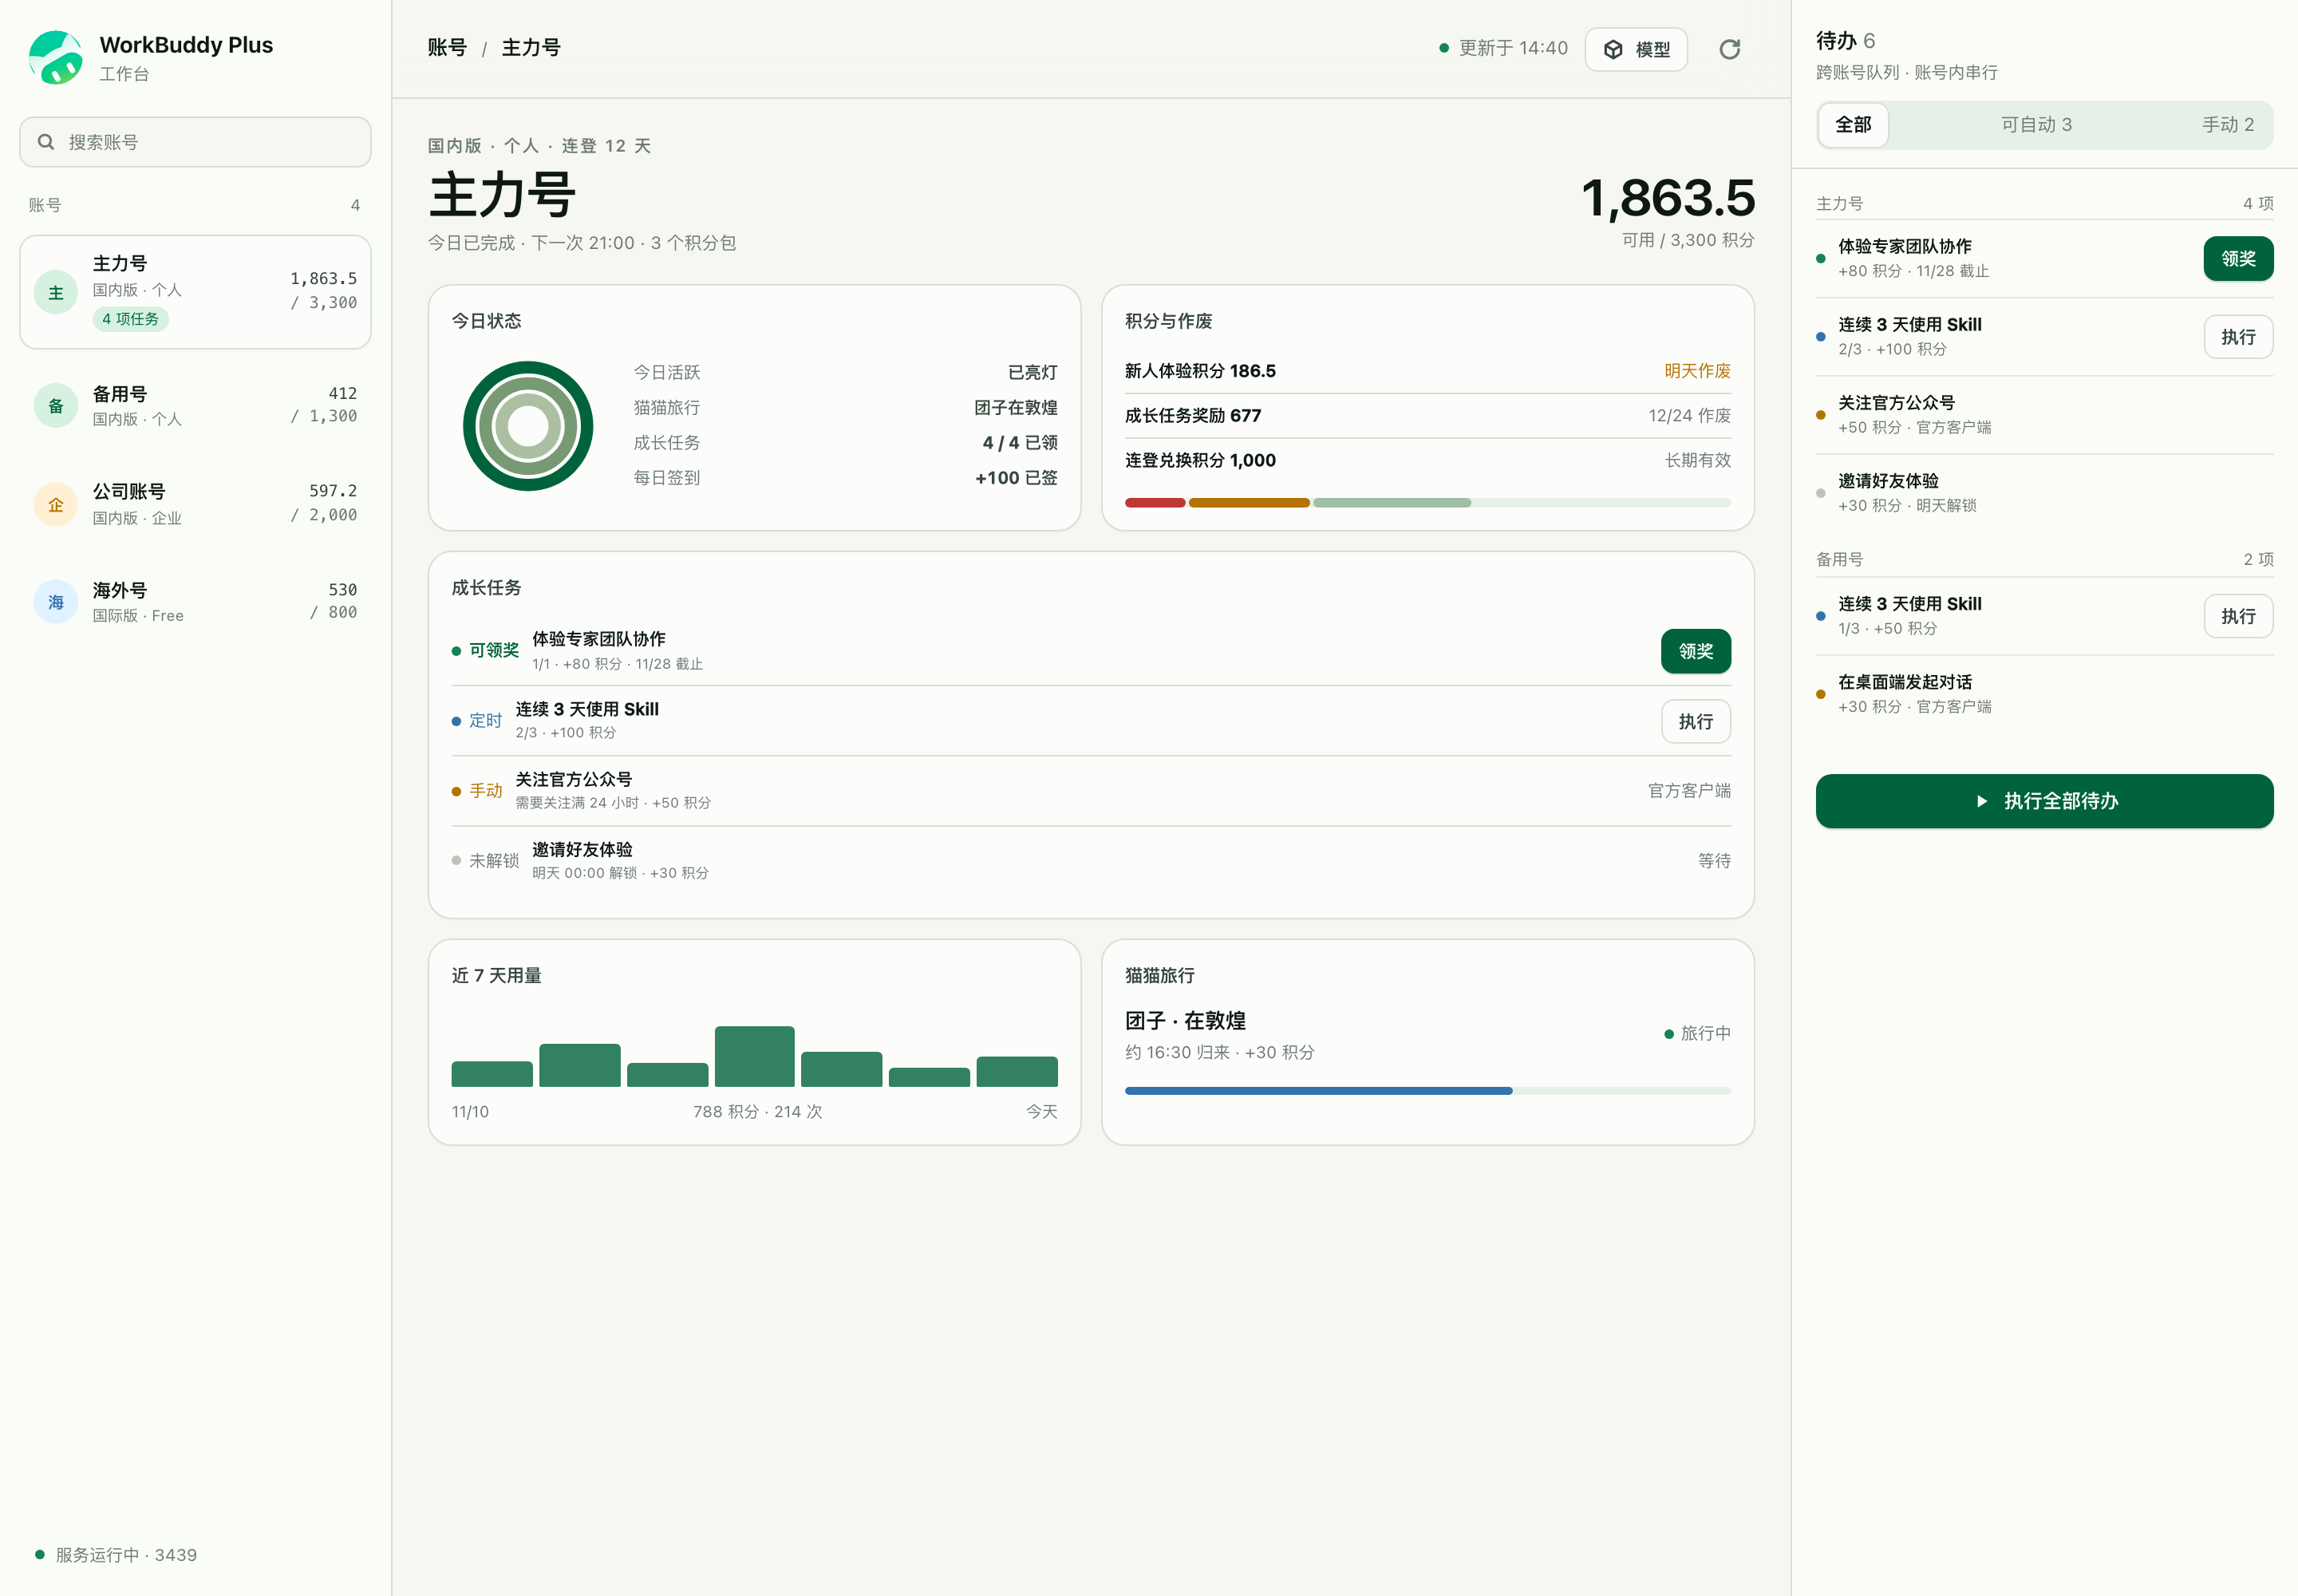 WorkBuddy Plus
工作台
搜索账号
账号 4
主
主力号
国内版 · 个人
4 项任务
1,863.5
/ 3,300
备
备用号
国内版 · 个人
412
/ 1,300
企
公司账号
国内版 · 企业
597.2
/ 2,000
海
海外号
国际版 · Free
530
/ 800
服务运行中 · 3439
账号 / 主力号
更新于 14:40
模型
国内版 · 个人 · 连登 12 天
主力号
今日已完成 · 下一次 21:00 · 3 个积分包
1,863.5
可用 / 3,300 积分
今日状态
今日活跃 已亮灯
猫猫旅行 团子在敦煌
成长任务 4 / 4 已领
每日签到 +100 已签
积分与作废
新人体验积分 186.5 明天作废
成长任务奖励 677 12/24 作废
连登兑换积分 1,000 长期有效
成长任务
可领奖
体验专家团队协作
1/1 · +80 积分 · 11/28 截止
领奖
定时
连续 3 天使用 Skill
2/3 · +100 积分
执行
手动
关注官方公众号
需要关注满 24 小时 · +50 积分
官方客户端
未解锁
邀请好友体验
明天 00:00 解锁 · +30 积分
等待
近 7 天用量
11/10 788 积分 · 214 次 今天
猫猫旅行
团子 · 在敦煌
约 16:30 归来 · +30 积分
旅行中
待办 6
跨账号队列 · 账号内串行
全部 可自动 3 手动 2
主力号 4 项
体验专家团队协作
+80 积分 · 11/28 截止
领奖
连续 3 天使用 Skill
2/3 · +100 积分
执行
关注官方公众号
+50 积分 · 官方客户端
邀请好友体验
+30 积分 · 明天解锁
备用号 2 项
连续 3 天使用 Skill
1/3 · +50 积分
执行
在桌面端发起对话
+30 积分 · 官方客户端
执行全部待办